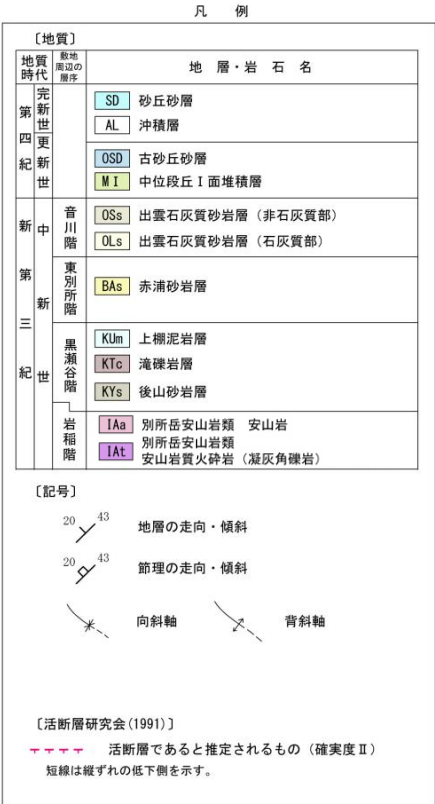 凡 例
〔地質〕
地質時代
敷地周辺の層序
地 層・岩 石 名
第四紀
完新世
SD 砂丘砂層
AL 沖積層
更新世
OSD 古砂丘砂層
MⅠ 中位段丘Ⅰ面堆積層
新第三紀
中新世
音川階
OSs 出雲石灰質砂岩層（非石灰質部）
OLs 出雲石灰質砂岩層（石灰質部）
東別所階
BAs 赤浦砂岩層
黒瀬谷階
KUm 上棚泥岩層
KTc 滝礫岩層
KYs 後山砂岩層
岩稲階
IAa 別所岳安山岩類 安山岩
IAt 別所岳安山岩類
安山岩質火砕岩（凝灰角礫岩）
〔記号〕
20 43 地層の走向・傾斜
20 43 節理の走向・傾斜
向斜軸 背斜軸
〔活断層研究会(1991)〕
活断層であると推定されるもの（確実度Ⅱ）
短線は縦ずれの低下側を示す。